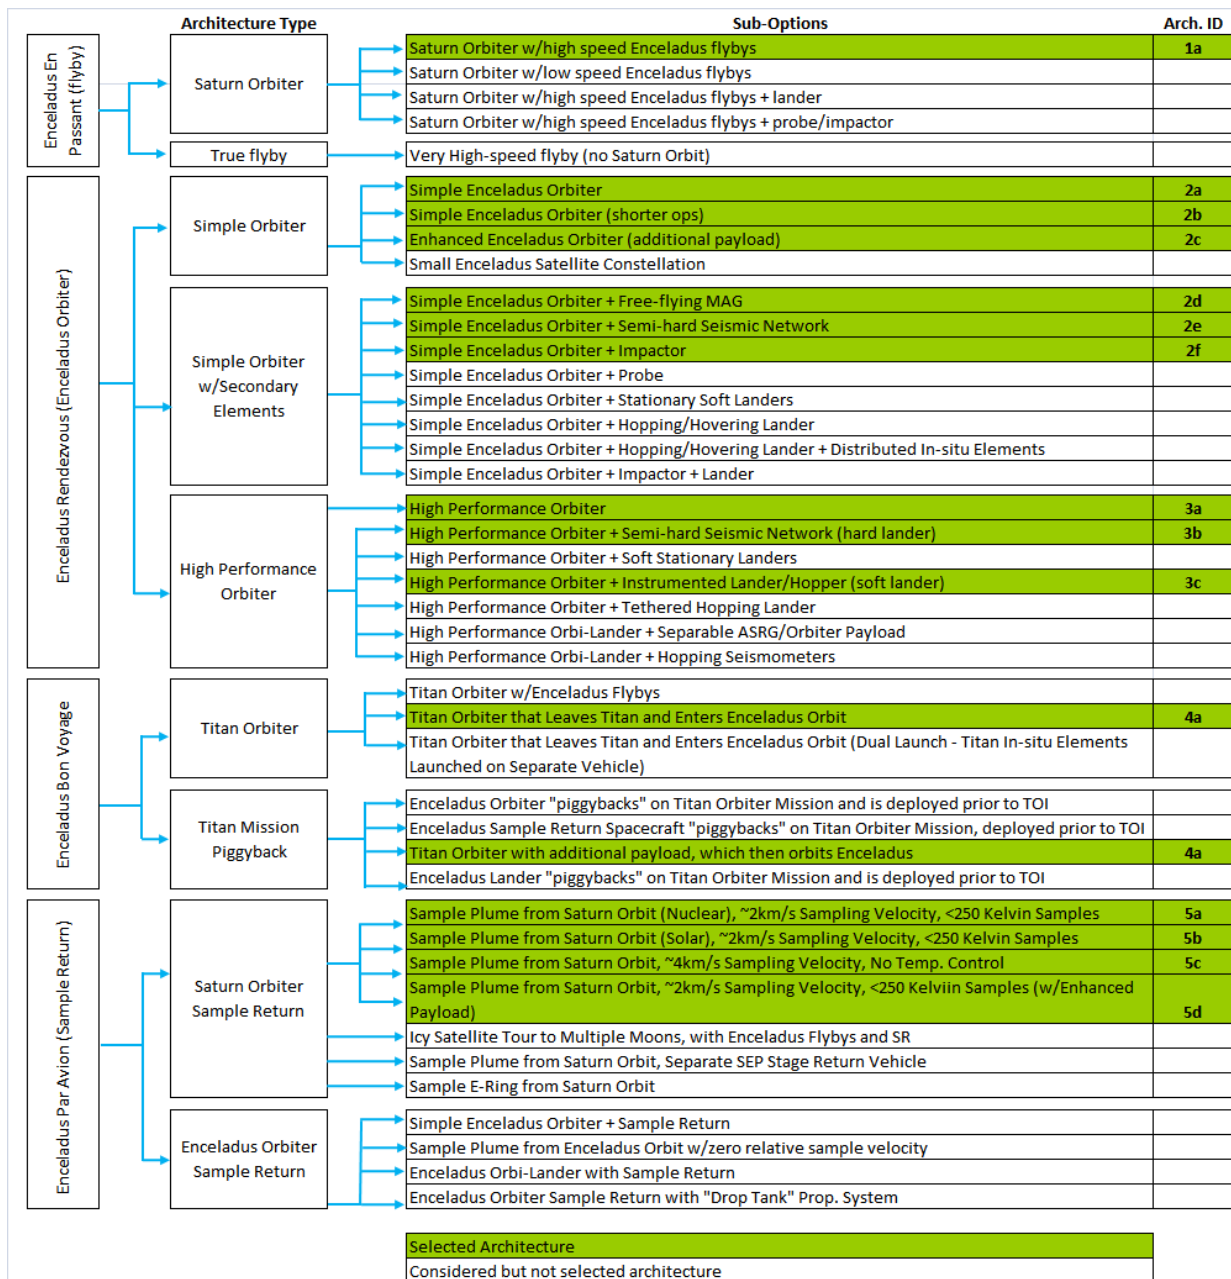 Architecture Type Sub-Options Arch. ID
Enceladus En
Passant (flyby)
Saturn Orbiter
Saturn Orbiter w/high speed Enceladus flybys 1a
Saturn Orbiter w/low speed Enceladus flybys
Saturn Orbiter w/high speed Enceladus flybys + lander
Saturn Orbiter w/high speed Enceladus flybys + probe/impactor
True flyby
Very High-speed flyby (no Saturn Orbit)
Enceladus Rendezvous (Enceladus Orbiter)
Simple Orbiter
Simple Enceladus Orbiter 2a
Simple Enceladus Orbiter (shorter ops) 2b
Enhanced Enceladus Orbiter (additional payload) 2c
Small Enceladus Satellite Constellation
Simple Orbiter
w/Secondary
Elements
Simple Enceladus Orbiter + Free-flying MAG 2d
Simple Enceladus Orbiter + Semi-hard Seismic Network 2e
Simple Enceladus Orbiter + Impactor 2f
Simple Enceladus Orbiter + Probe
Simple Enceladus Orbiter + Stationary Soft Landers
Simple Enceladus Orbiter + Hopping/Hovering Lander
Simple Enceladus Orbiter + Hopping/Hovering Lander + Distributed In-situ Elements
Simple Enceladus Orbiter + Impactor + Lander
High Performance
Orbiter
High Performance Orbiter 3a
High Performance Orbiter + Semi-hard Seismic Network (hard lander) 3b
High Performance Orbiter + Soft Stationary Landers
High Performance Orbiter + Instrumented Lander/Hopper (soft lander) 3c
High Performance Orbiter + Tethered Hopping Lander
High Performance Orbi-Lander + Separable ASRG/Orbiter Payload
High Performance Orbi-Lander + Hopping Seismometers
Enceladus Bon Voyage
Titan Orbiter
Titan Orbiter w/Enceladus Flybys
Titan Orbiter that Leaves Titan and Enters Enceladus Orbit 4a
Titan Orbiter that Leaves Titan and Enters Enceladus Orbit (Dual Launch - Titan In-situ Elements
Launched on Separate Vehicle)
Titan Mission
Piggyback
Enceladus Orbiter "piggybacks" on Titan Orbiter Mission and is deployed prior to TOI
Enceladus Sample Return Spacecraft "piggybacks" on Titan Orbiter Mission, deployed prior to TOI
Titan Orbiter with additional payload, which then orbits Enceladus 4a
Enceladus Lander "piggybacks" on Titan Orbiter Mission and is deployed prior to TOI
Enceladus Par Avion (Sample Return)
Saturn Orbiter
Sample Return
Sample Plume from Saturn Orbit (Nuclear), ~2km/s Sampling Velocity, <250 Kelvin Samples 5a
Sample Plume from Saturn Orbit (Solar), ~2km/s Sampling Velocity, <250 Kelvin Samples 5b
Sample Plume from Saturn Orbit, ~4km/s Sampling Velocity, No Temp. Control 5c
Sample Plume from Saturn Orbit, ~2km/s Sampling Velocity, <250 Kelviin Samples (w/Enhanced
Payload) 5d
Icy Satellite Tour to Multiple Moons, with Enceladus Flybys and SR
Sample Plume from Saturn Orbit, Separate SEP Stage Return Vehicle
Sample E-Ring from Saturn Orbit
Enceladus Orbiter
Sample Return
Simple Enceladus Orbiter + Sample Return
Sample Plume from Enceladus Orbit w/zero relative sample velocity
Enceladus Orbi-Lander with Sample Return
Enceladus Orbiter Sample Return with "Drop Tank" Prop. System
Selected Architecture
Considered but not selected architecture